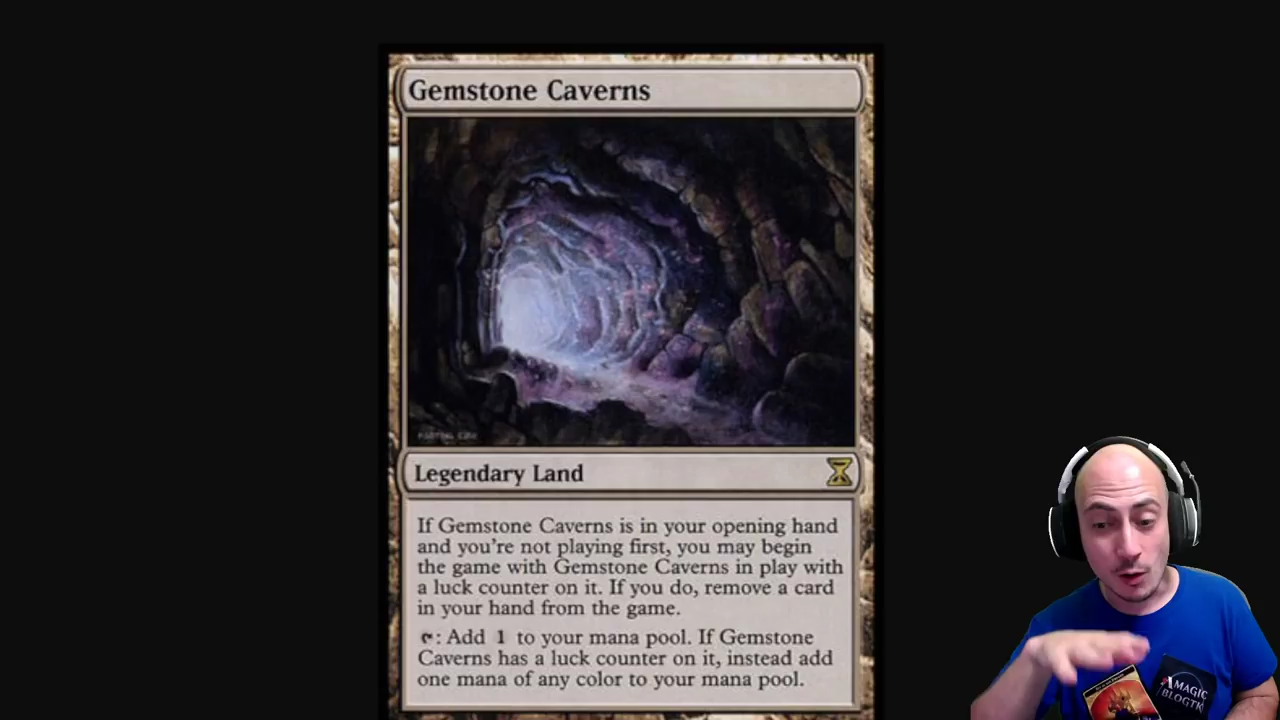 Gemstone Caverns
Legendary Land
If Gemstone Caverns is in your opening hand
and you're not playing first, you may begin
the game with Gemstone Caverns in play with
a luck counter on it. If you do, remove a card
in your hand from the game.
: Add 1 to your mana pool. If Gemstone
Caverns has a luck counter on it, instead add
one mana of any color to your mana pool.
MAGIC
BLOGTK